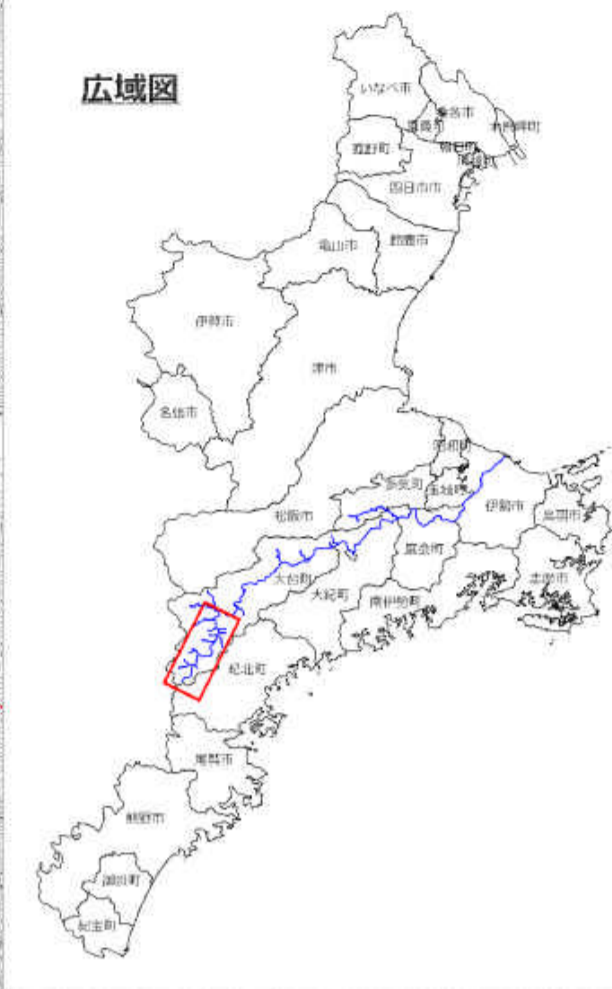 広域図
いなべ市
桑名市
東員町
木曽岬町
菰野町
朝日町
川越町
四日市市
亀山市
鈴鹿市
津市
名張市
明和町
多気町
玉城町
松阪市
伊勢市
鳥羽市
度会町
大台町
志摩市
大紀町
南伊勢町
紀北町
尾鷲市
熊野市
御浜町
紀宝町